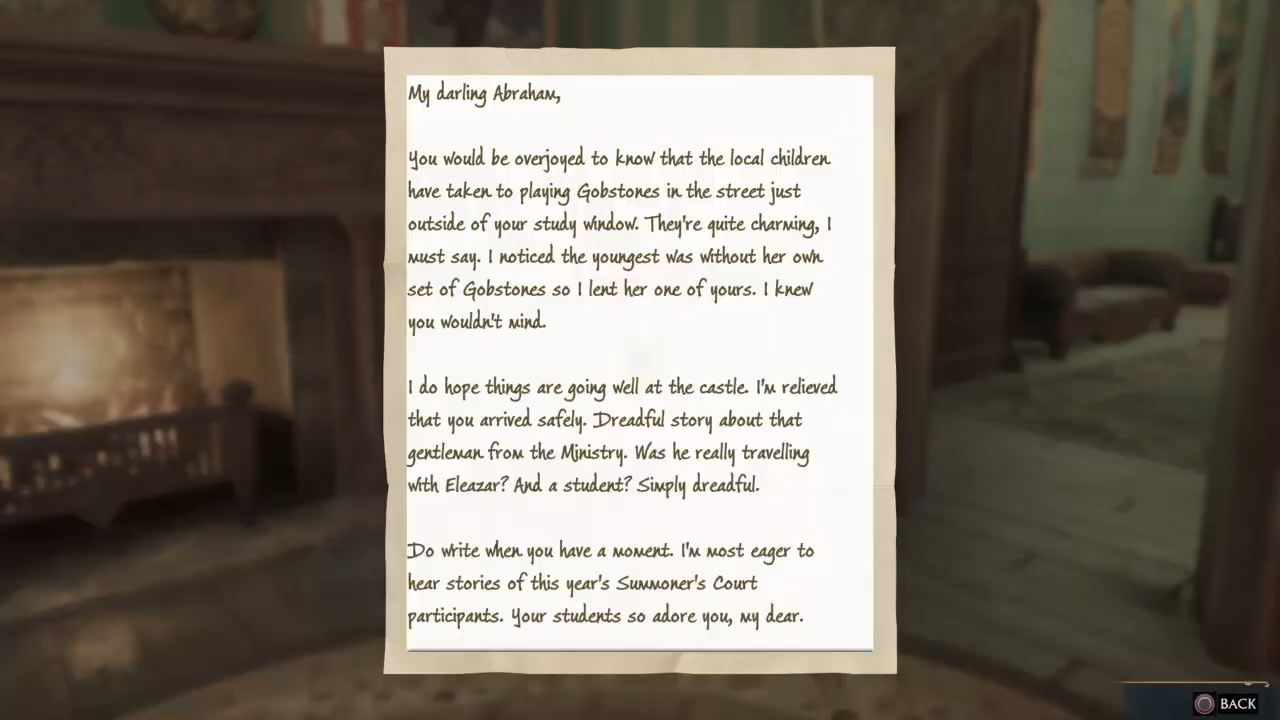 My darling Abraham,
You would be overjoyed to know that the local children
have taken to playing Gobstones in the street just
outside of your study window. They're quite charming, I
must say. I noticed the youngest was without her own
set of Gobstones so I lent her one of yours. I knew
you wouldn't mind.
I do hope things are going well at the castle. I'm relieved
that you arrived safely. Dreadful story about that
gentleman from the Ministry. Was he really travelling
with Eleazar? And a student? Simply dreadful.
Do write when you have a moment. I'm most eager to
hear stories of this year's Summoner's Court
participants. Your students so adore you, my dear.
BACK